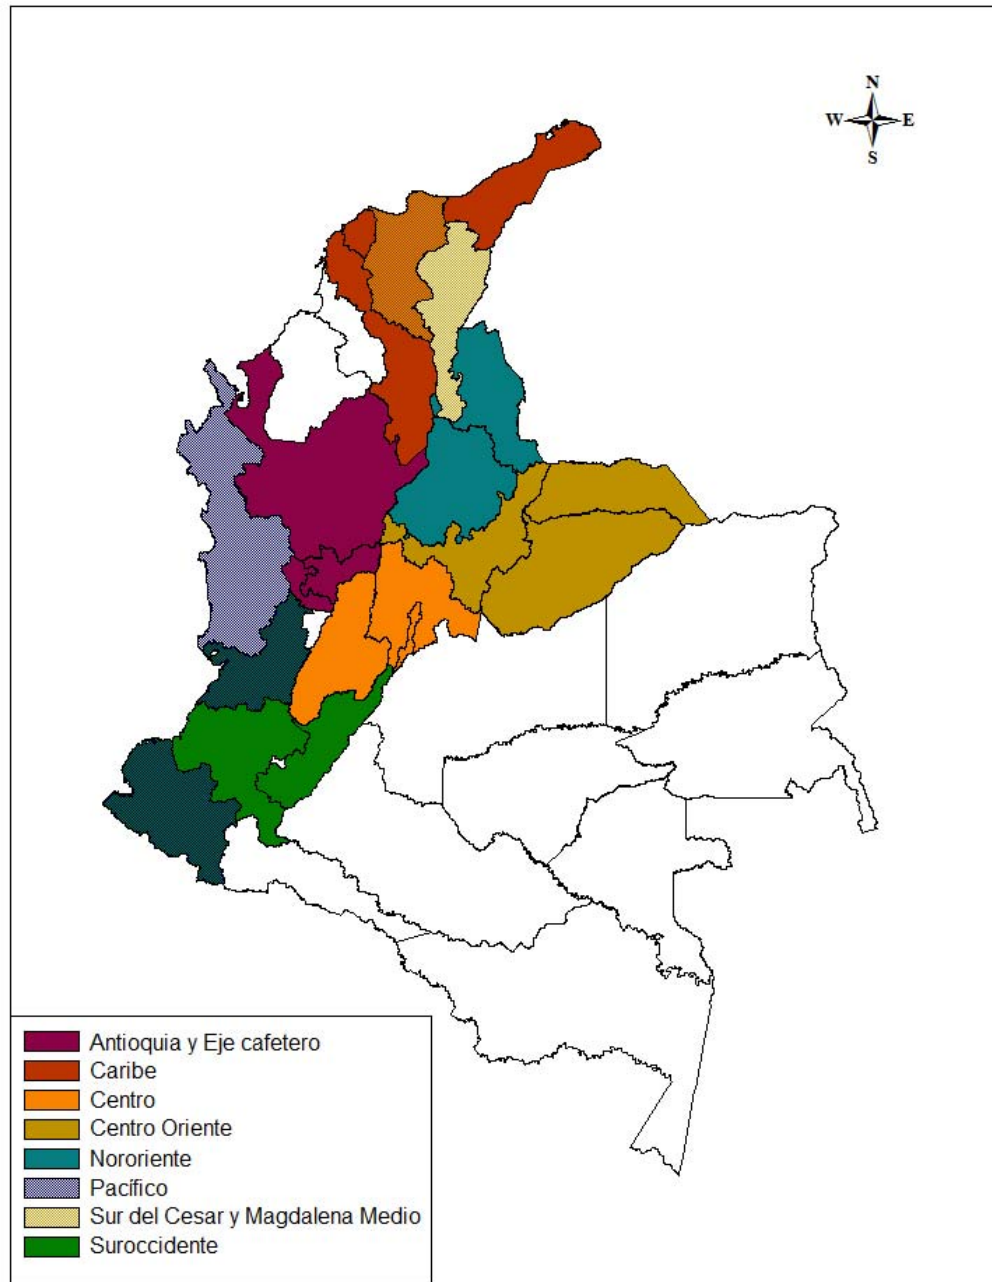 N
W E
S
Antioquia y Eje cafetero
Caribe
Centro
Centro Oriente
Nororiente
Pacífico
Sur del Cesar y Magdalena Medio
Suroccidente